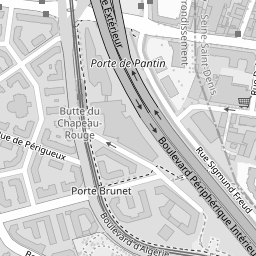 e Extérieur
rondissement
Seine-Saint-Denis
Porte de Pantin
Butte du
Chapeau-
Rouge
ue de Périgueux
Rue Sigmund Freud
Boulevard Périphérique Intérieur
Porte Brunet
Boulevard d'Algérie